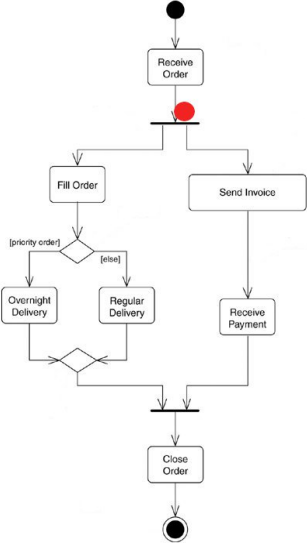 Receive
Order
Fill Order
Send Invoice
[priority order]
[else]
Overnight
Delivery
Regular
Delivery
Receive
Payment
Close
Order